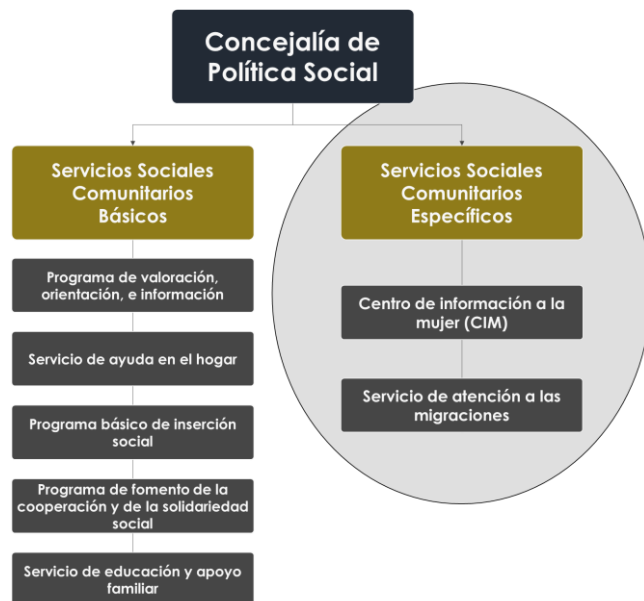 Concejalía de
Política Social
Servicios Sociales
Comunitarios
Básicos
Programa de valoración,
orientación, e información
Servicio de ayuda en el hogar
Programa básico de inserción
social
Programa de fomento de la
cooperación y de la solidariedad
social
Servicio de educación y apoyo
familiar
Servicios Sociales
Comunitarios
Específicos
Centro de información a la
mujer (CIM)
Servicio de atención a las
migraciones